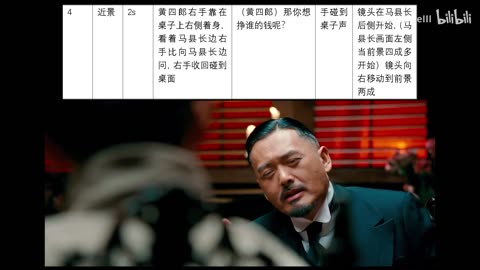 4
近景
2s
黄四郎右手靠在
桌子上右侧着身,
看着马县长边右
手比向马县长边
问,右手收回碰到
桌面
(黄四郎)那你想
挣谁的钱呢?
手碰到
桌子声
镜头在马县长
后侧开始,(马
县长画面左侧
当前景四成多
开始)镜头向
右移动到前景
两成
bilibili